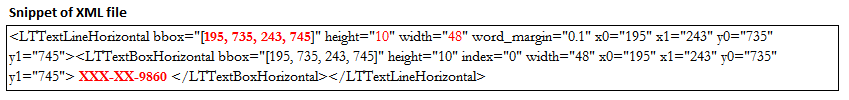 Snippet of XML file
<LTTextLineHorizontal bbox="[195, 735, 243, 745]" height="10" width="48" word_margin="0.1" x0="195" x1="243" y0="735"
y1="745"><LTTextBoxHorizontal bbox="[195, 735, 243, 745]" height="10" index="0" width="48" x0="195" x1="243" y0="735"
y1="745"> XXX-XX-9860 </LTTextBoxHorizontal></LTTextLineHorizontal>